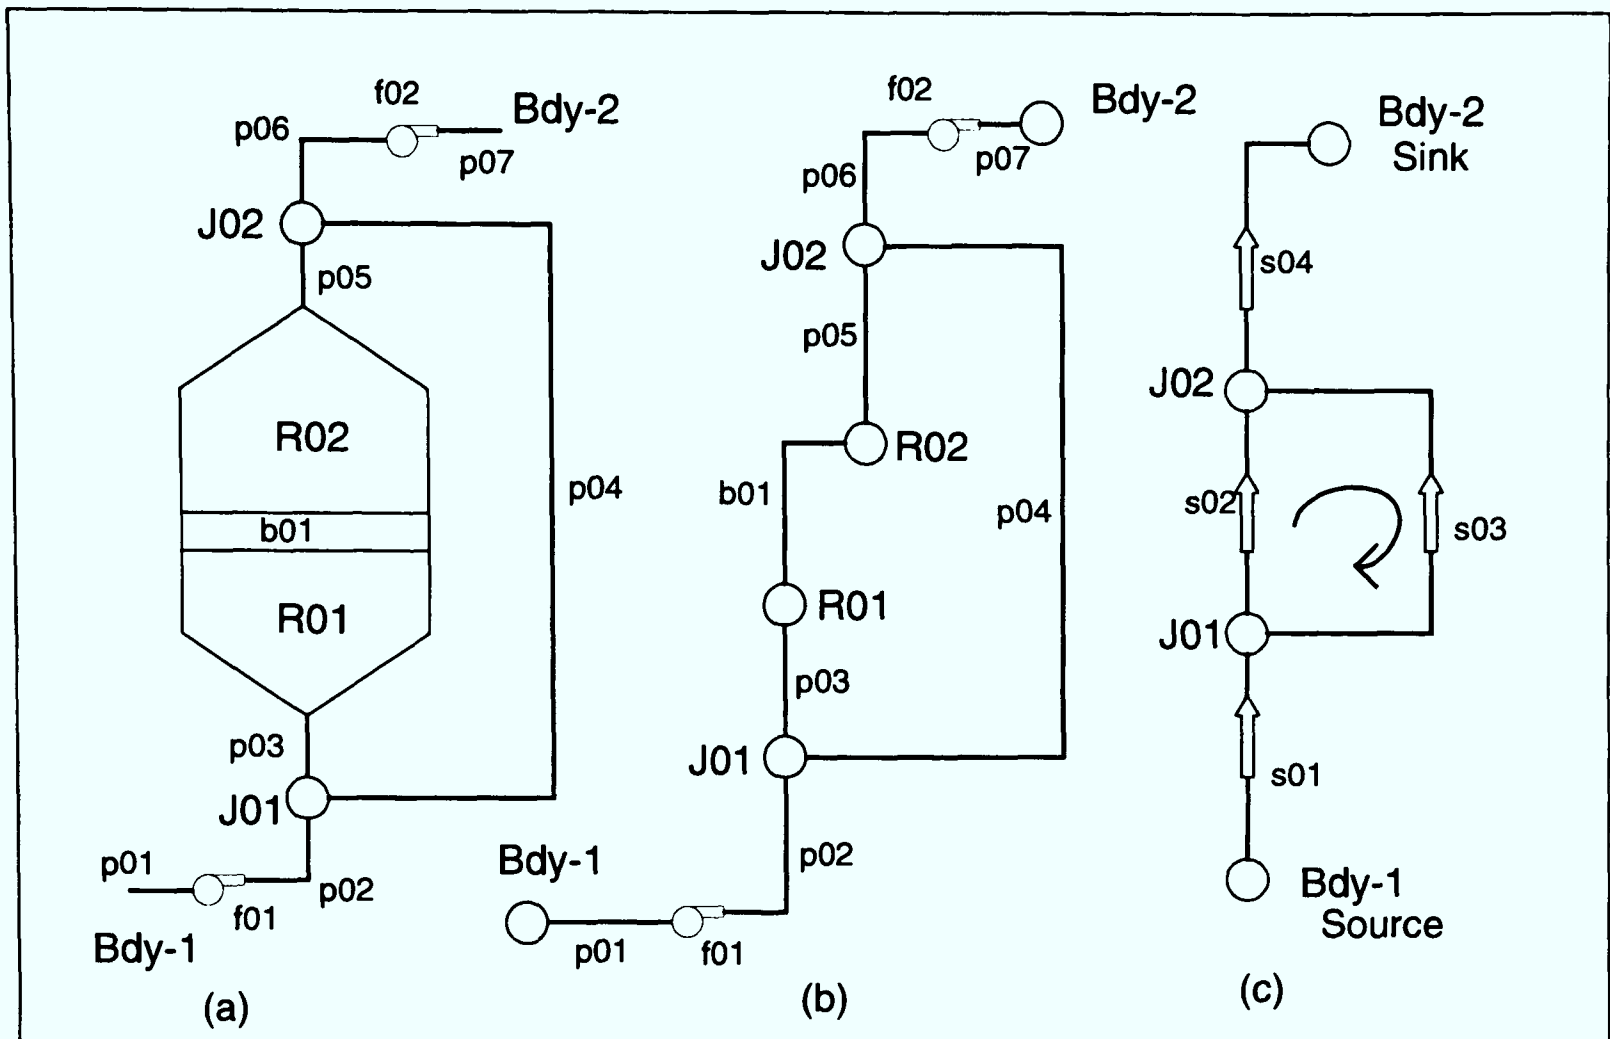 f02
Bdy-2
p06
p07
J02
p05
R02
p04
b01
R01
p03
J01
p01
p02
f01
Bdy-1
(a)
f02
Bdy-2
p07
p06
J02
p05
R02
b01
p04
R01
p03
J01
p02
Bdy-1
p01
f01
(b)
Bdy-2
Sink
s04
J02
s02
s03
J01
s01
Bdy-1
Source
(c)